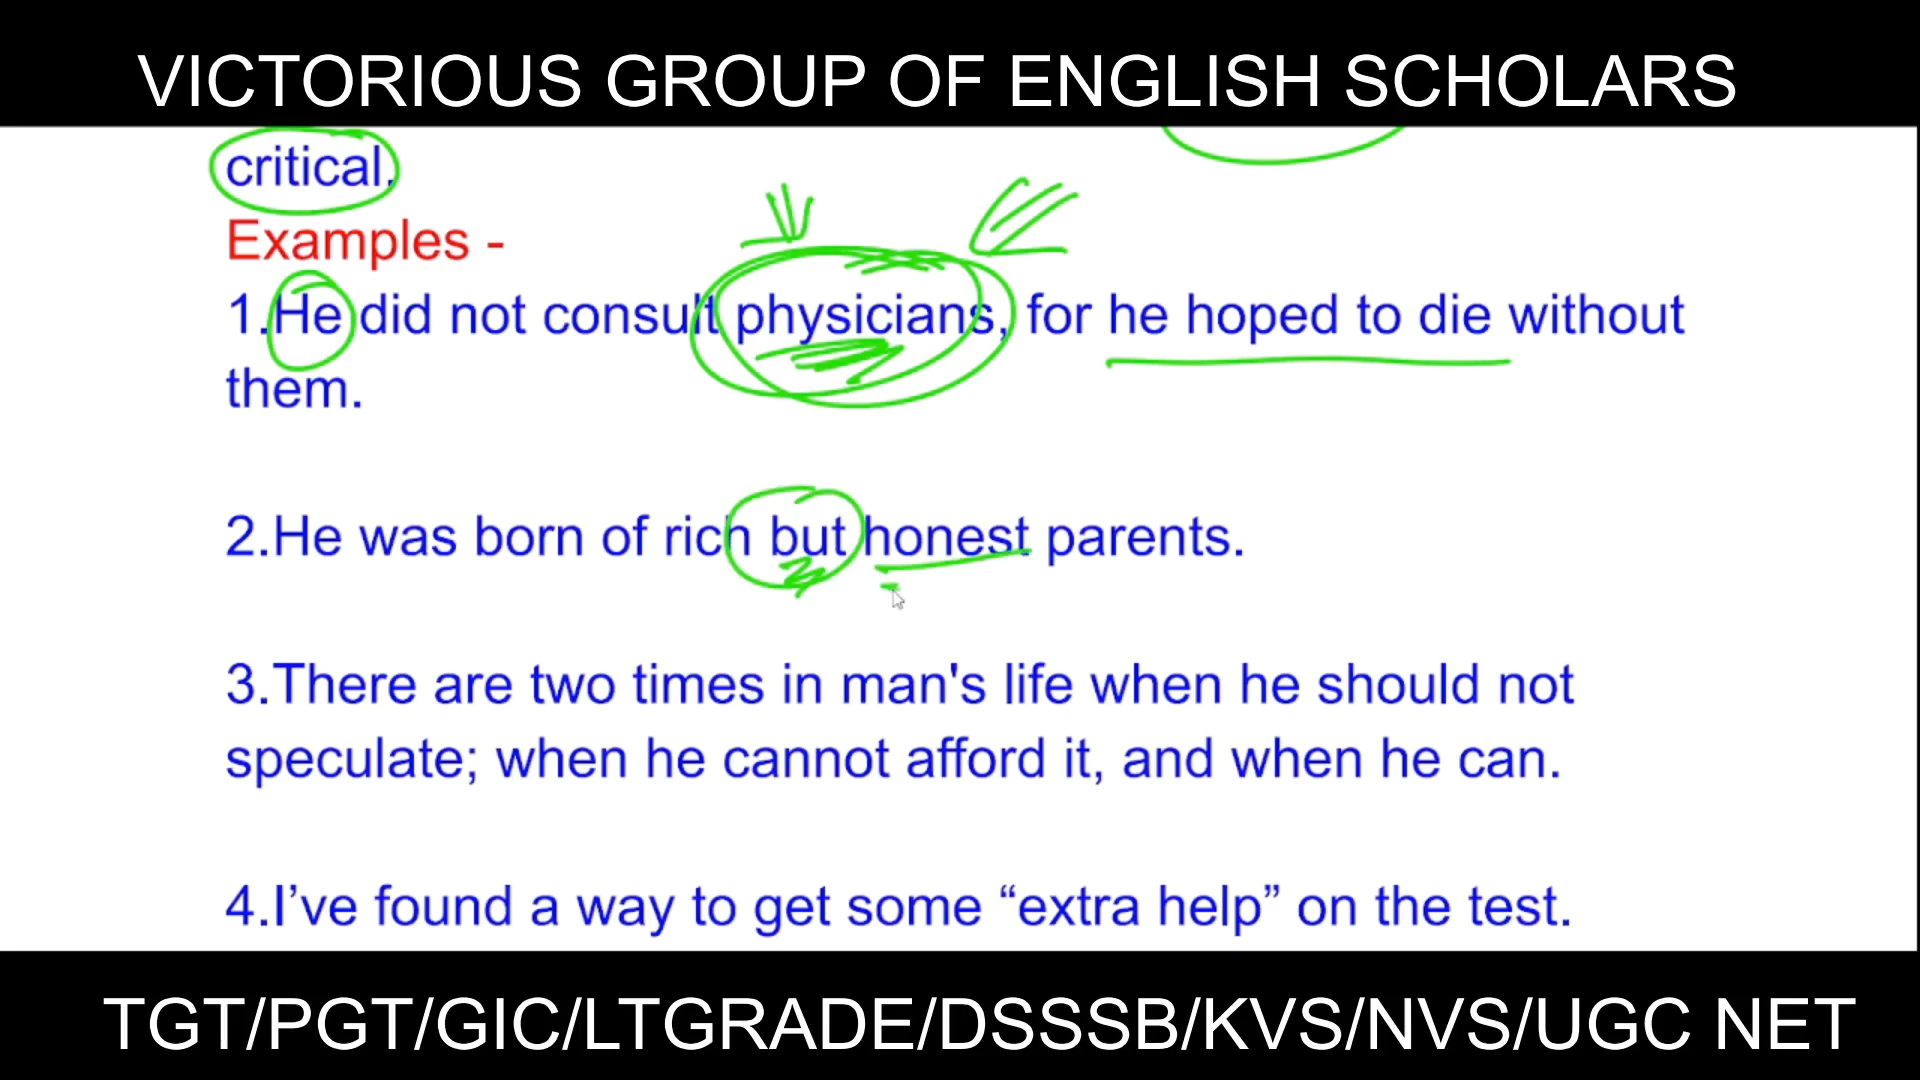 VICTORIOUS GROUP OF ENGLISH SCHOLARS
critical.
Examples -
1.He did not consult physicians, for he hoped to die without
them.
2.He was born of rich but honest parents.
3.There are two times in man's life when he should not
speculate; when he cannot afford it, and when he can.
4.I’ve found a way to get some “extra help” on the test.
TGT/PGT/GIC/LTGRADE/DSSSB/KVS/NVS/UGC NET